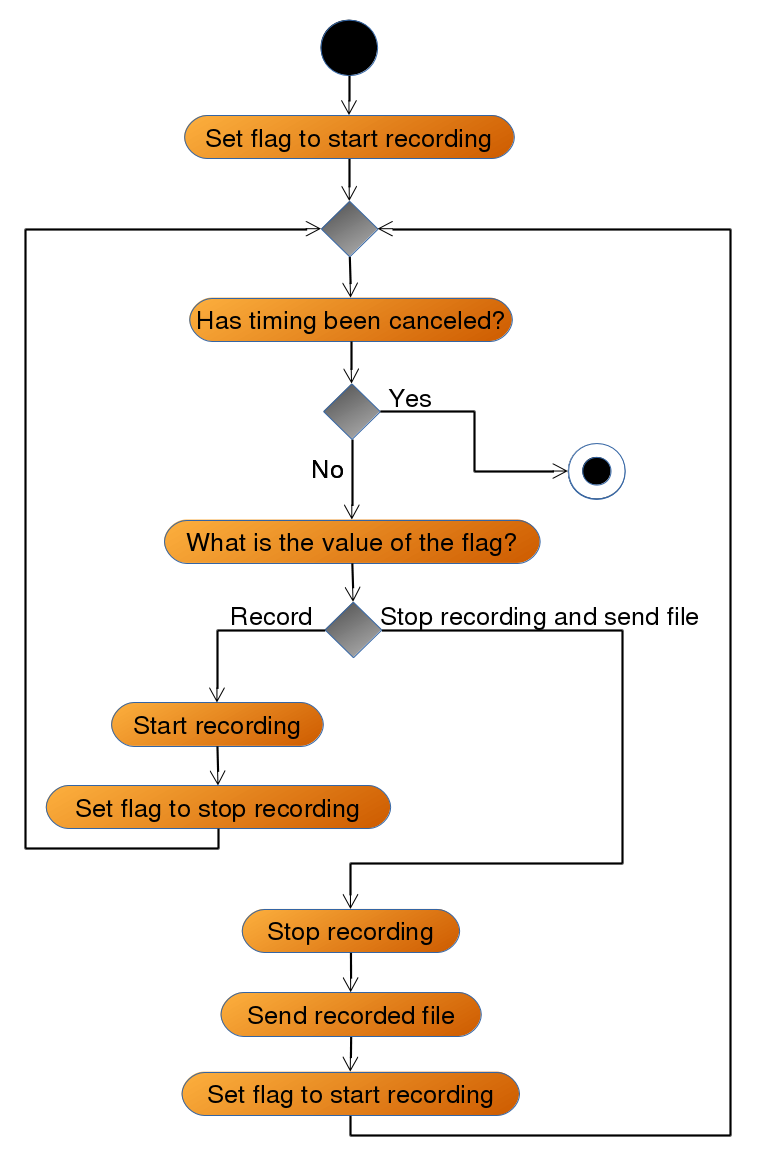 Set flag to start recording
Has timing been canceled?
Yes
No
What is the value of the flag?
Record
Stop recording and send file
Start recording
Set flag to stop recording
Stop recording
Send recorded file
Set flag to start recording